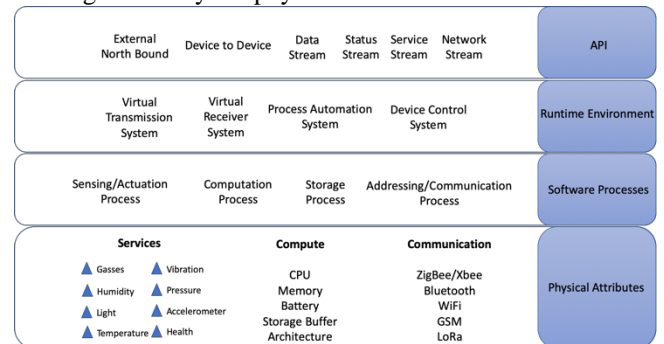 External North Bound
Device to Device
Data Stream
Status Stream
Service Stream
Network Stream
API
Virtual Transmission System
Virtual Receiver System
Process Automation System
Device Control System
Runtime Environment
Sensing/Actuation Process
Computation Process
Storage Process
Addressing/Communication Process
Software Processes
Services
Gasses
Vibration
Humidity
Pressure
Light
Accelerometer
Temperature
Health
Compute
CPU
Memory
Battery
Storage Buffer
Architecture
Communication
ZigBee/Xbee
Bluetooth
WiFi
GSM
LoRa
Physical Attributes